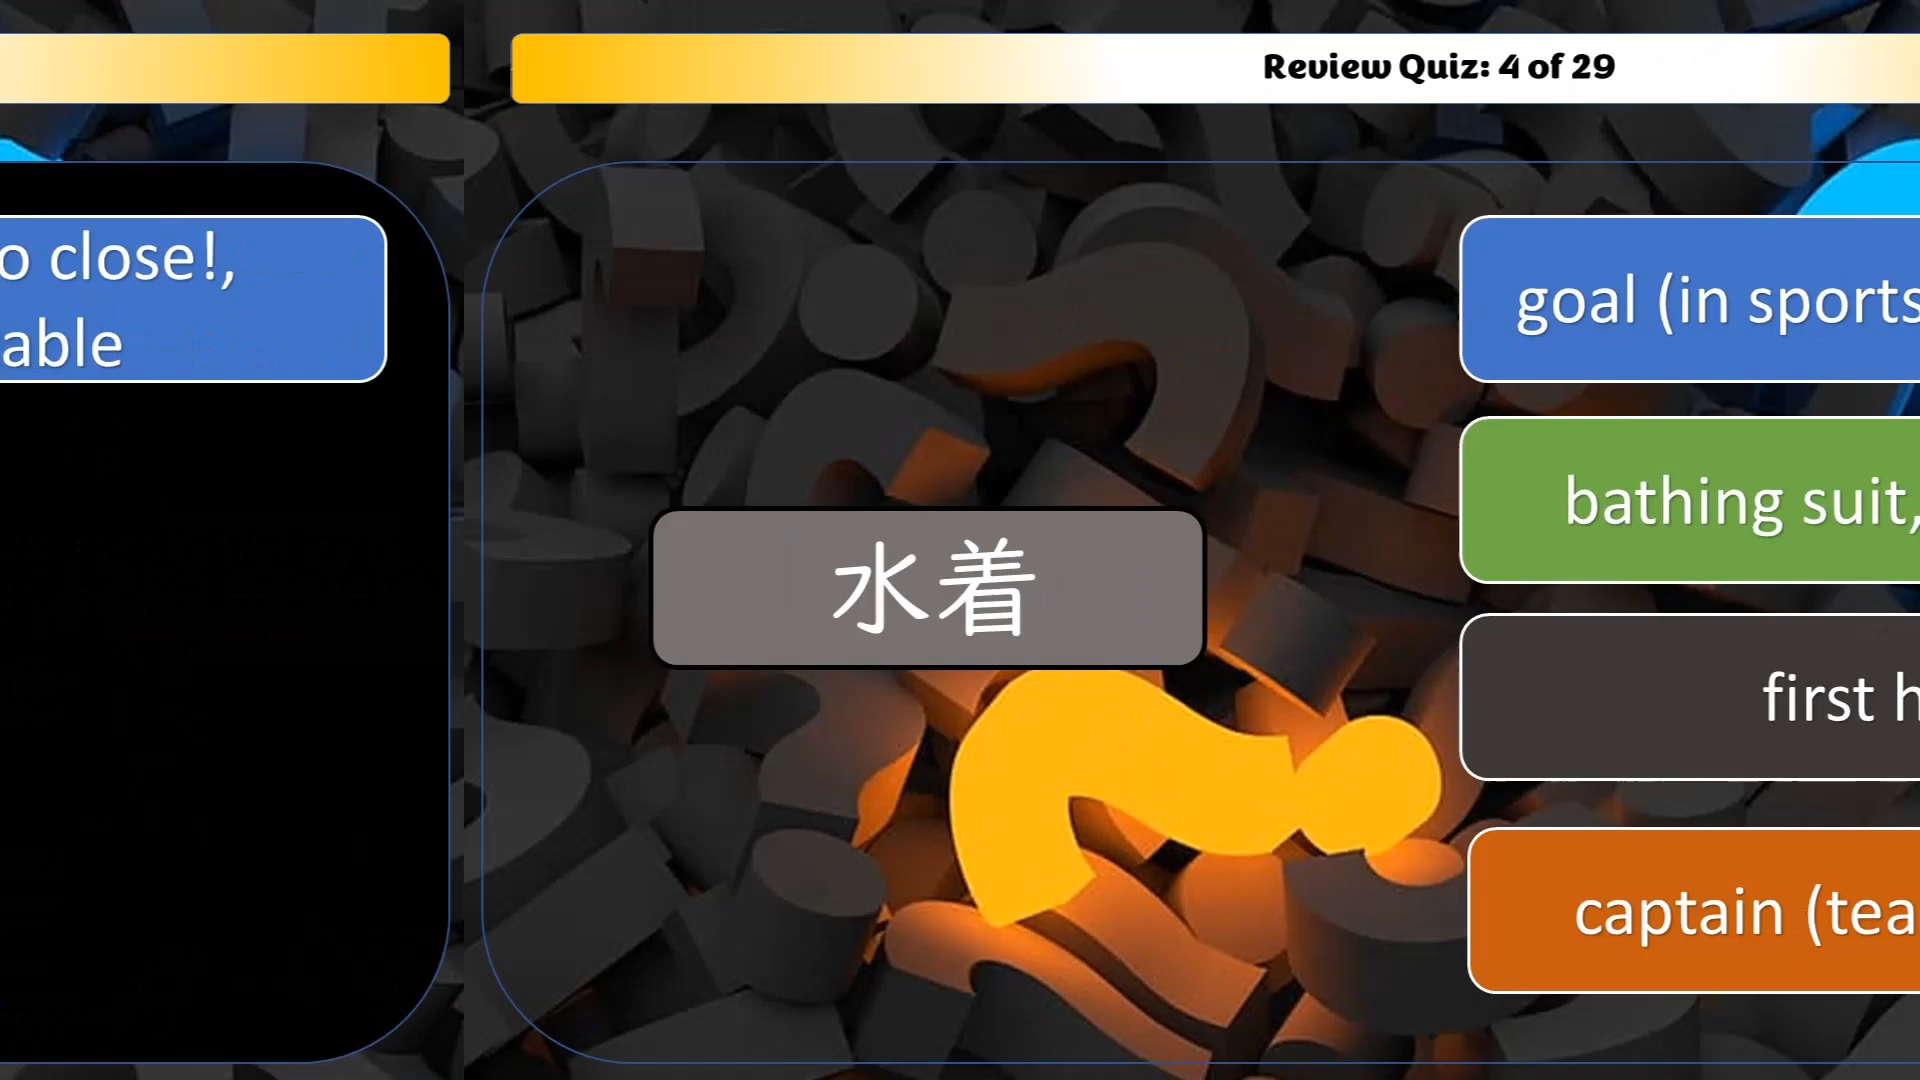 Review Quiz: 4 of 29
o close!,
able
水着
goal (in sports
bathing suit,
first h
captain (tea